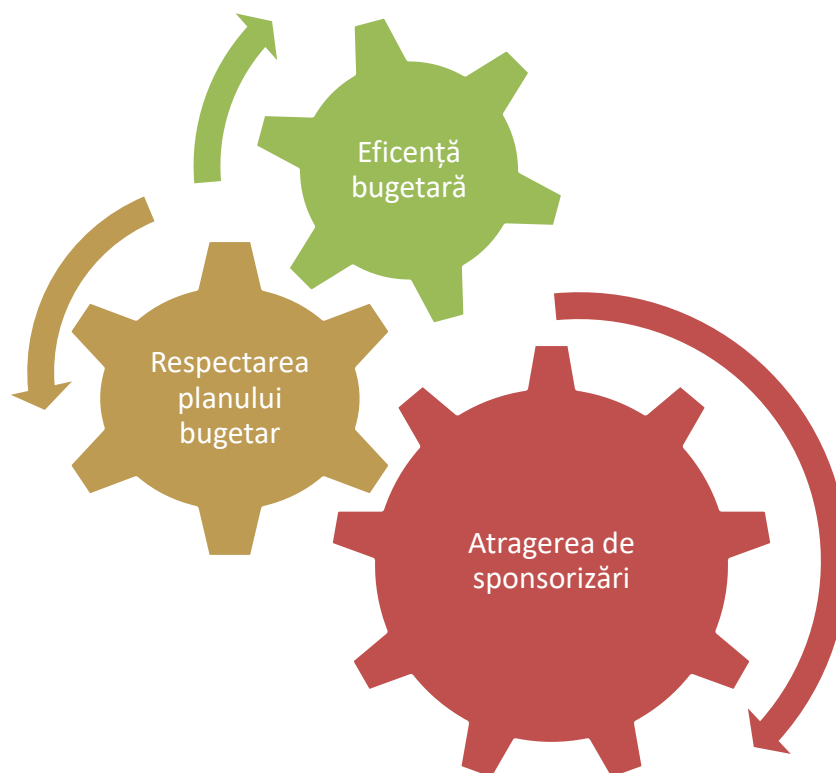 Eficență
bugetară
Respectarea
planului
bugetar
Atragerea de
sponsorizări